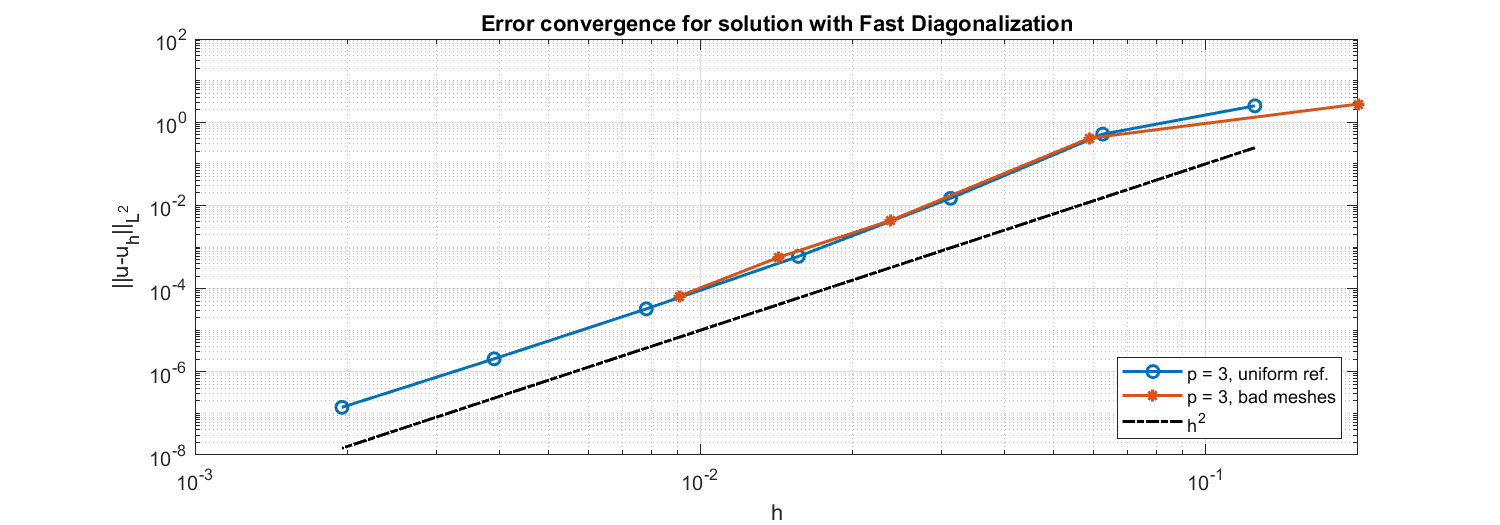 Error convergence for solution with Fast Diagonalization
10^2
10^0
10^-2
10^-4
10^-6
10^-8
||u-u_h||_L^2
10^-3
10^-2
10^-1
h
p = 3, uniform ref.
p = 3, bad meshes
h^2